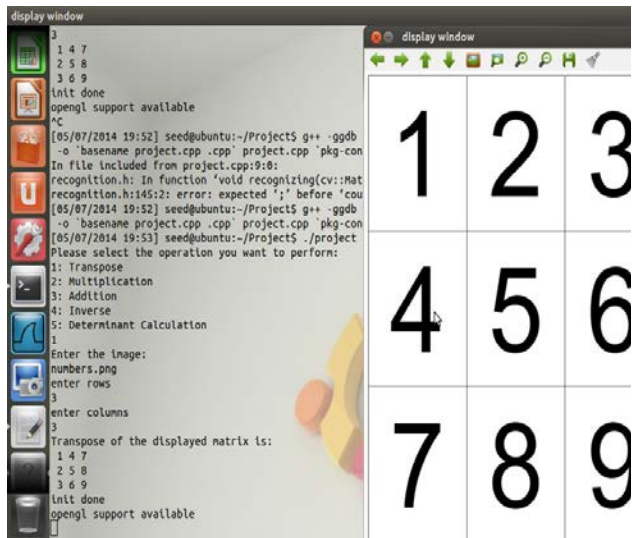 display window
3
1 4 7
2 5 8
3 6 9
init done
opengl support available
^C
[05/07/2014 19:52] seed@ubuntu:~/Project$ g++ -ggdb
-o `basename project.cpp .cpp` project.cpp `pkg-con
In file included from project.cpp:9:0:
recognition.h: In function ‘void recognizing(cv::Mat
recognition.h:145:2: error: expected ‘;’ before ‘cou
[05/07/2014 19:52] seed@ubuntu:~/Project$ g++ -ggdb
-o `basename project.cpp .cpp` project.cpp `pkg-con
[05/07/2014 19:53] seed@ubuntu:~/Project$ ./project
Please select the operation you want to perform:
1: Transpose
2: Multiplication
3: Addition
4: Inverse
5: Determinant Calculation
1
Enter the image:
numbers.png
enter rows
3
enter columns
3
Transpose of the displayed matrix is:
1 4 7
2 5 8
3 6 9
init done
opengl support available
display window
1 2 3
4 5 6
7 8 9